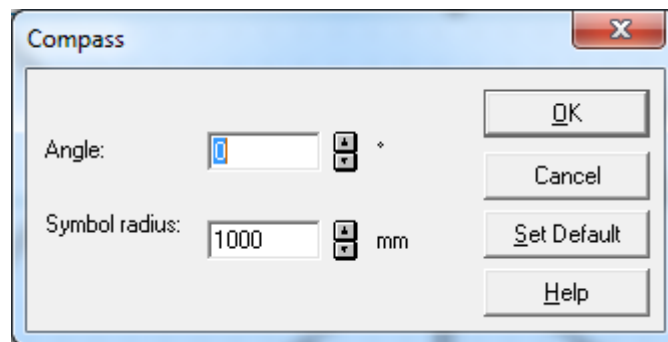 Compass
Angle:
0
°
OK
Cancel
Symbol radius:
1000
mm
Set Default
Help